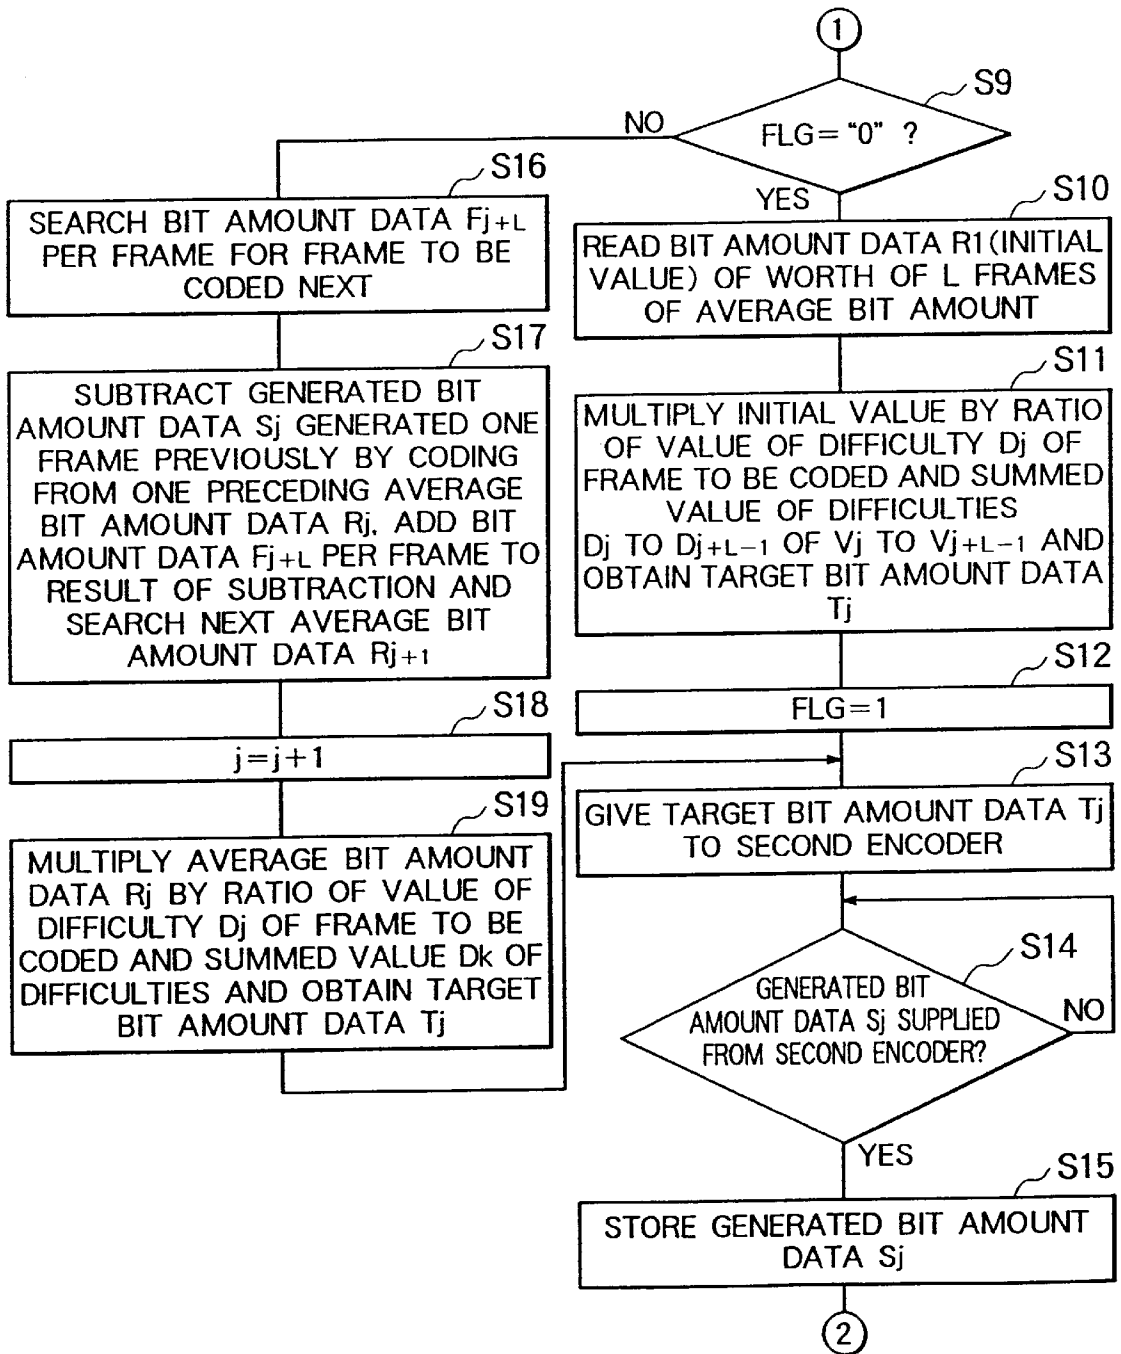 1
S9
FLG="0" ?
NO
YES
S16
SEARCH BIT AMOUNT DATA Fj+L
PER FRAME FOR FRAME TO BE
CODED NEXT
S17
SUBTRACT GENERATED BIT
AMOUNT DATA Sj GENERATED ONE
FRAME PREVIOUSLY BY CODING
FROM ONE PRECEDING AVERAGE
BIT AMOUNT DATA Rj, ADD BIT
AMOUNT DATA Fj+L PER FRAME TO
RESULT OF SUBTRACTION AND
SEARCH NEXT AVERAGE BIT
AMOUNT DATA Rj+1
S18
j=j+1
S19
MULTIPLY AVERAGE BIT AMOUNT
DATA Rj BY RATIO OF VALUE OF
DIFFICULTY Dj OF FRAME TO BE
CODED AND SUMMED VALUE Dk OF
DIFFICULTIES AND OBTAIN TARGET
BIT AMOUNT DATA Tj
S10
READ BIT AMOUNT DATA R1(INITIAL
VALUE) OF WORTH OF L FRAMES
OF AVERAGE BIT AMOUNT
S11
MULTIPLY INITIAL VALUE BY RATIO
OF VALUE OF DIFFICULTY Dj OF
FRAME TO BE CODED AND SUMMED
VALUE OF DIFFICULTIES
Dj TO Dj+L-1 OF Vj TO Vj+L-1 AND
OBTAIN TARGET BIT AMOUNT DATA
Tj
S12
FLG=1
S13
GIVE TARGET BIT AMOUNT DATA Tj
TO SECOND ENCODER
S14
GENERATED BIT
AMOUNT DATA Sj SUPPLIED
FROM SECOND ENCODER?
NO
YES
S15
STORE GENERATED BIT AMOUNT
DATA Sj
2